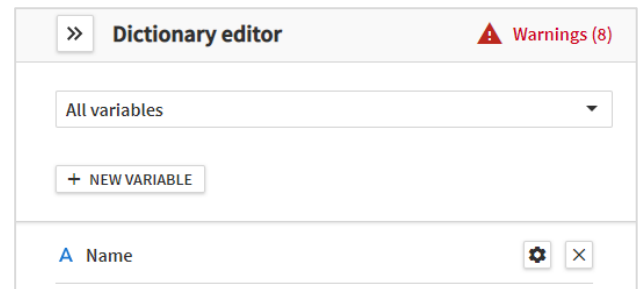 Dictionary editor
Warnings (8)
All variables
+ NEW VARIABLE
A Name